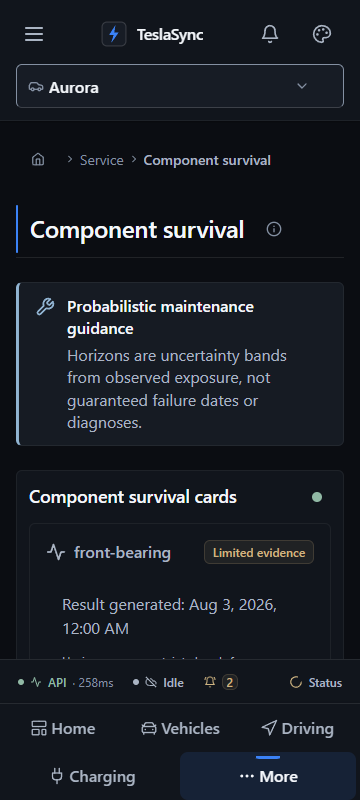 TeslaSync
Aurora
Service
Component survival
Component survival
Probabilistic maintenance
guidance
Horizons are uncertainty bands
from observed exposure, not
guaranteed failure dates or
diagnoses.
Component survival cards
front-bearing
Limited evidence
Result generated: Aug 3, 2026,
12:00 AM
API · 258ms
Idle
2
Status
Home
Vehicles
Driving
Charging
More